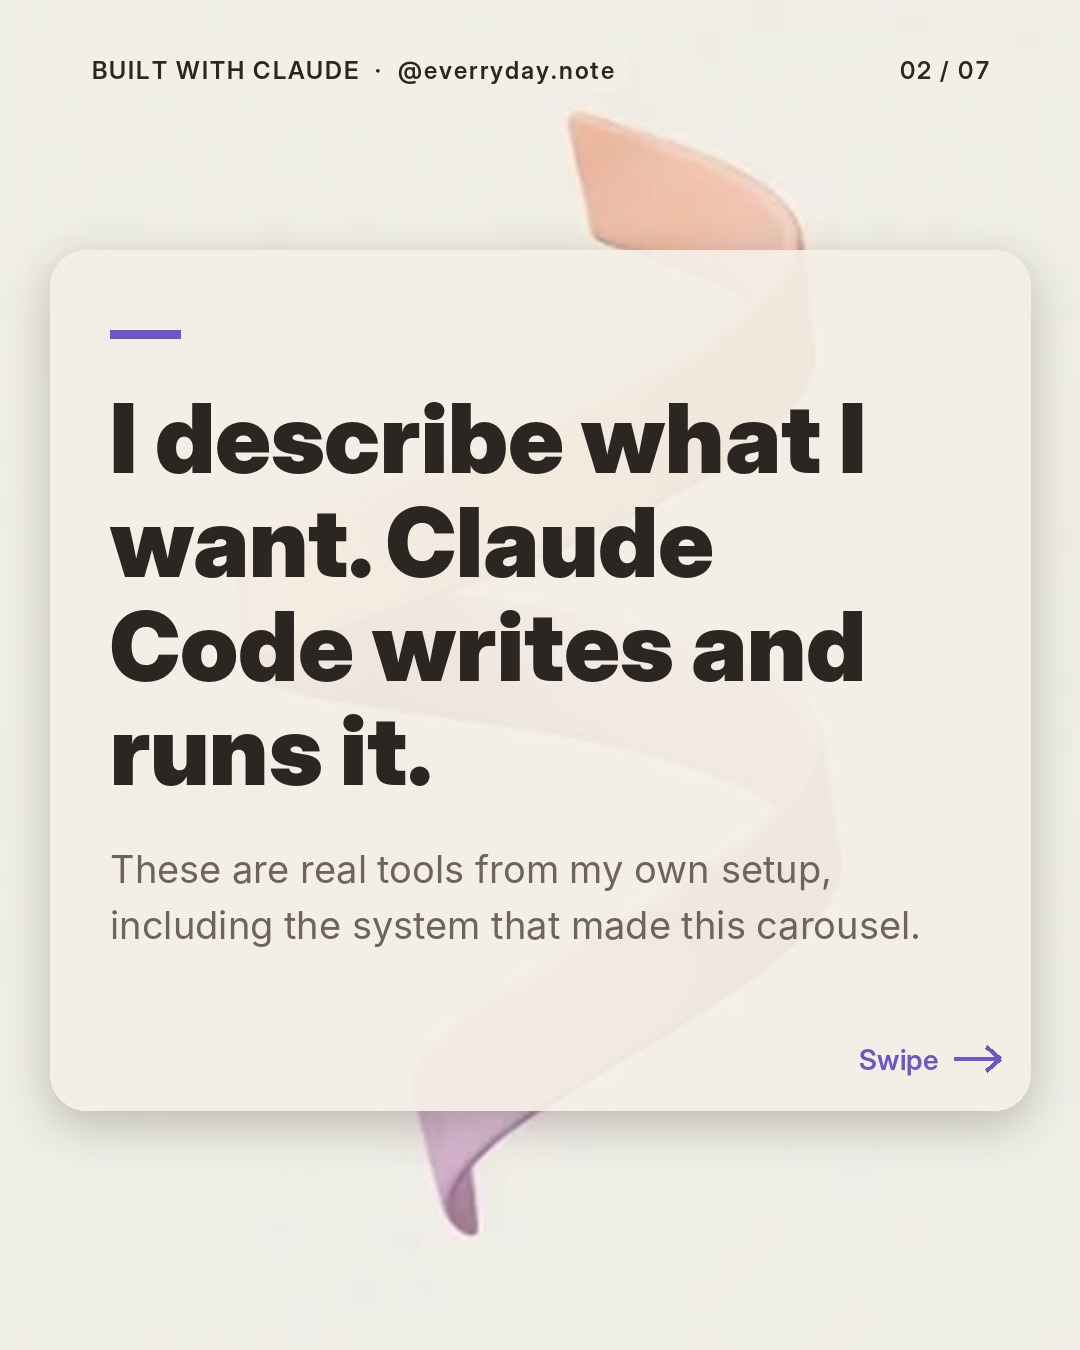 BUILT WITH CLAUDE · @everryday.note
02 / 07
I describe what I
want. Claude
Code writes and
runs it.
These are real tools from my own setup,
including the system that made this carousel.
Swipe